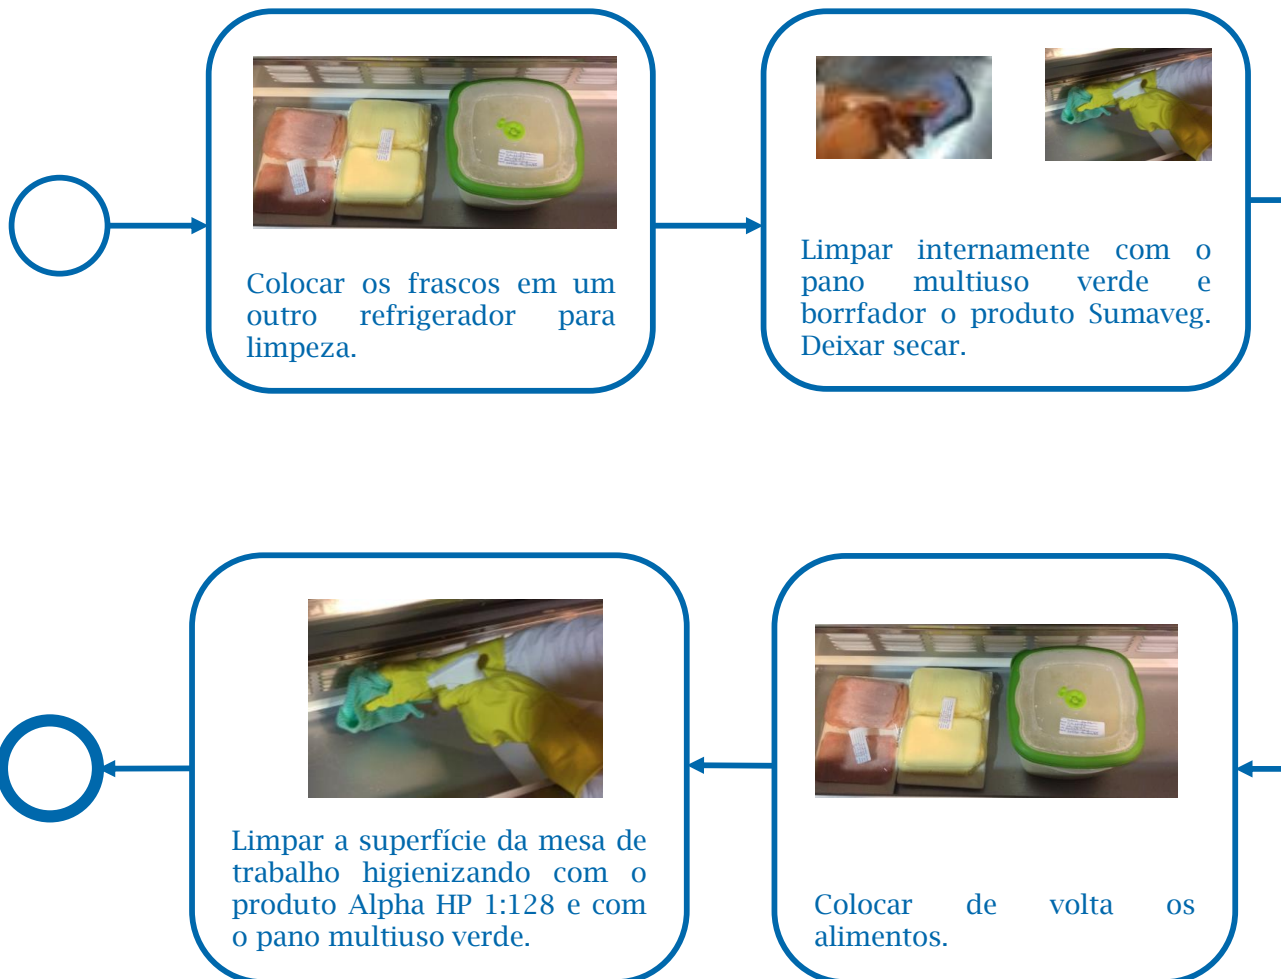 Colocar os frascos em um
outro refrigerador para
limpeza.
Limpar internamente com o
pano multiuso verde e
borrfador o produto Sumaveg.
Deixar secar.
Limpar a superfície da mesa de
trabalho higienizando com o
produto Alpha HP 1:128 e com
o pano multiuso verde.
Colocar de volta os
alimentos.